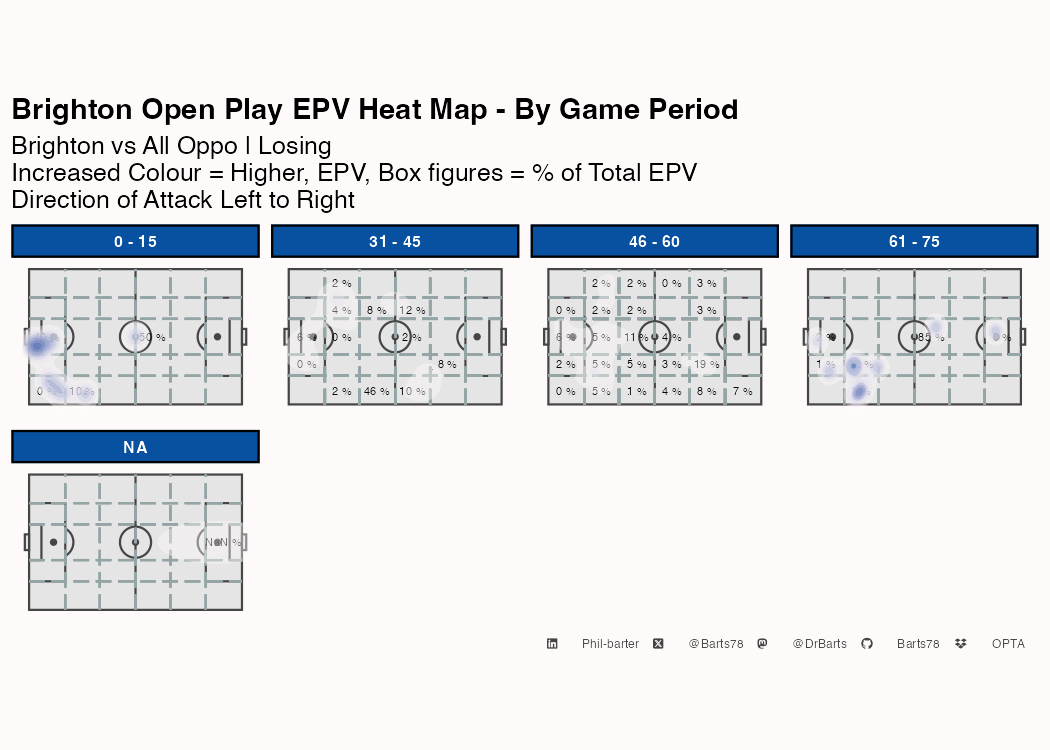 Brighton Open Play EPV Heat Map - By Game Period
Brighton vs All Oppo | Losing
Increased Colour = Higher, EPV, Box figures = % of Total EPV
Direction of Attack Left to Right
0 - 15
31 - 45
46 - 60
61 - 75
50 %
0 %
10 %
2 %
4 %
8 %
12 %
6 %
0 %
2 %
0 %
8 %
2 %
46 %
10 %
2 %
2 %
0 %
3 %
0 %
2 %
2 %
3 %
6 %
5 %
11 %
4 %
2 %
5 %
5 %
3 %
19 %
0 %
5 %
1 %
4 %
8 %
7 %
85 %
1 %
NA
NaN %
Phil-barter
@Barts78
@DrBarts
Barts78
OPTA